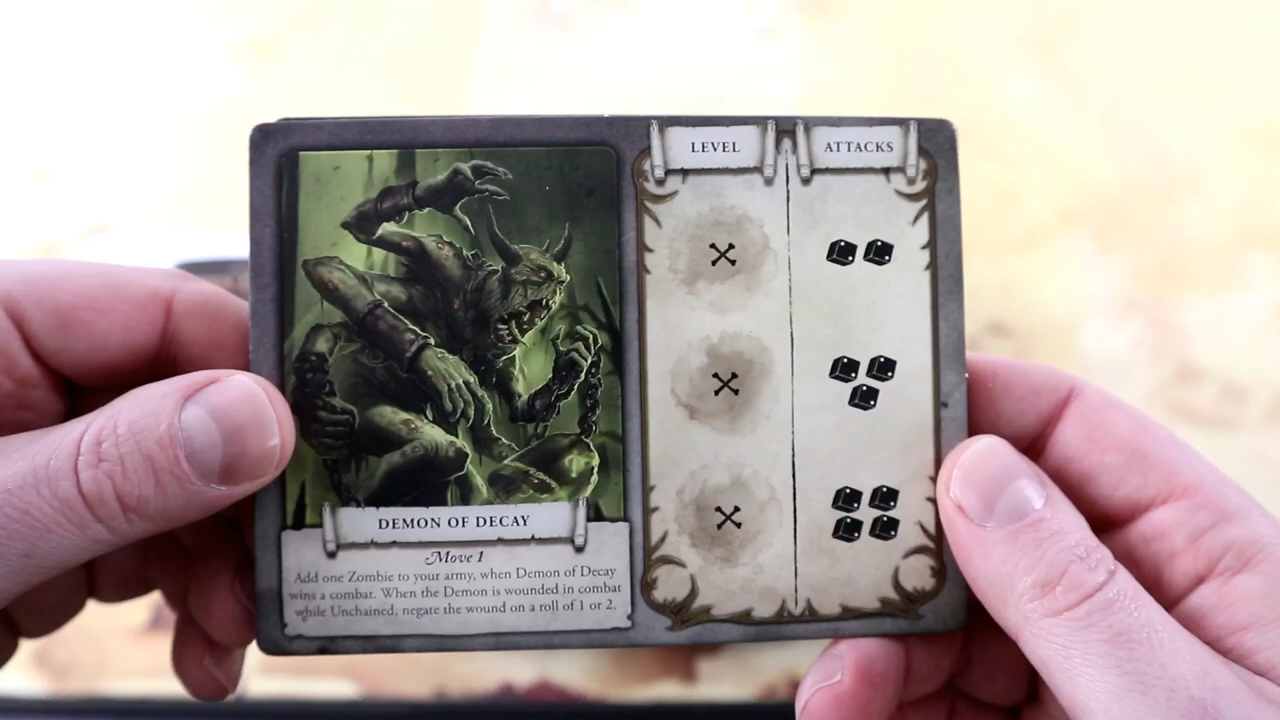 LEVEL
ATTACKS
DEMON OF DECAY
Move 1
Add one Zombie to your army, when Demon of Decay
wins a combat. When the Demon is wounded in combat
while Unchained, negate the wound on a roll of 1 or 2.